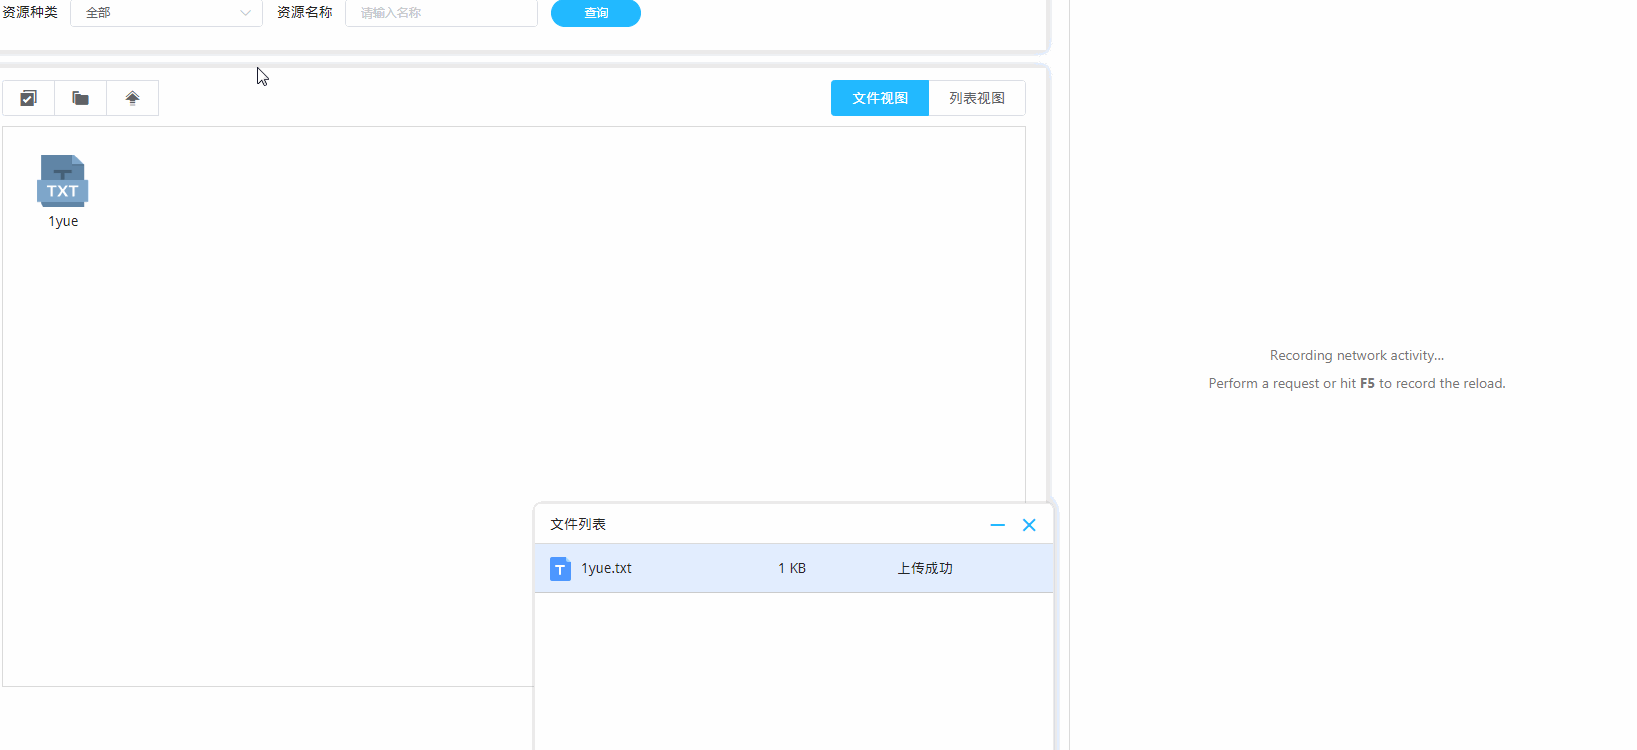 资源种类 全部 资源名称 请输入名称 查询
文件视图 列表视图
T
TXT
1yue
Recording network activity...
Perform a request or hit F5 to record the reload.
文件列表
T 1yue.txt 1 KB 上传成功